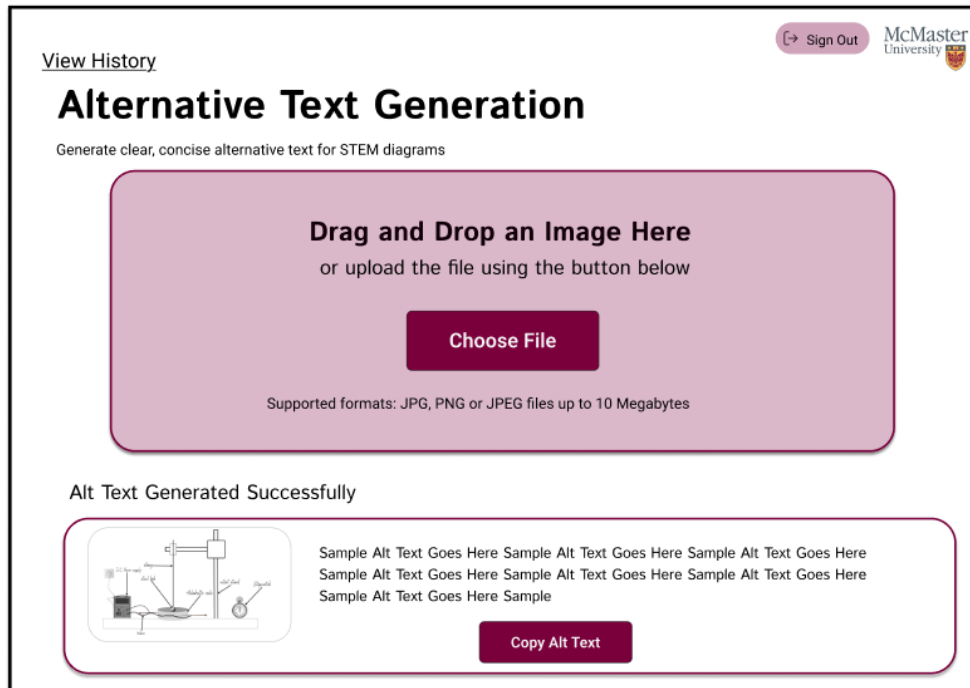 Sign Out
McMaster
University
View History
Alternative Text Generation
Generate clear, concise alternative text for STEM diagrams
Drag and Drop an Image Here
or upload the file using the button below
Choose File
Supported formats: JPG, PNG or JPEG files up to 10 Megabytes
Alt Text Generated Successfully
Sample Alt Text Goes Here Sample Alt Text Goes Here Sample Alt Text Goes Here
Sample Alt Text Goes Here Sample Alt Text Goes Here Sample Alt Text Goes Here
Sample Alt Text Goes Here Sample
Copy Alt Text